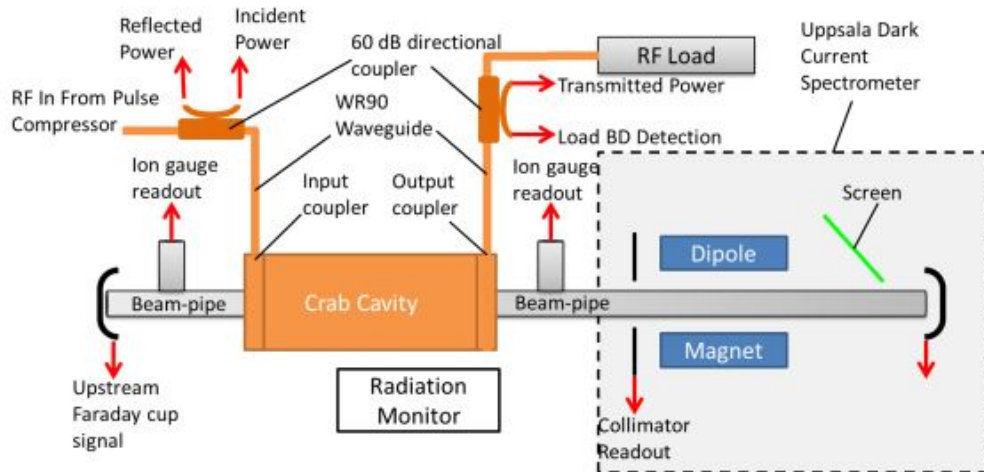 Reflected
Power
Incident
Power
60 dB directional
coupler
RF Load
Uppsala Dark
Current
Spectrometer
RF In From Pulse
Compressor
WR90
Waveguide
Transmitted Power
Load BD Detection
Ion gauge
readout
Input
coupler
Output
coupler
Ion gauge
readout
Screen
Dipole
Beam-pipe
Crab Cavity
Beam-pipe
Magnet
Upstream
Faraday cup
signal
Radiation
Monitor
Collimator
Readout